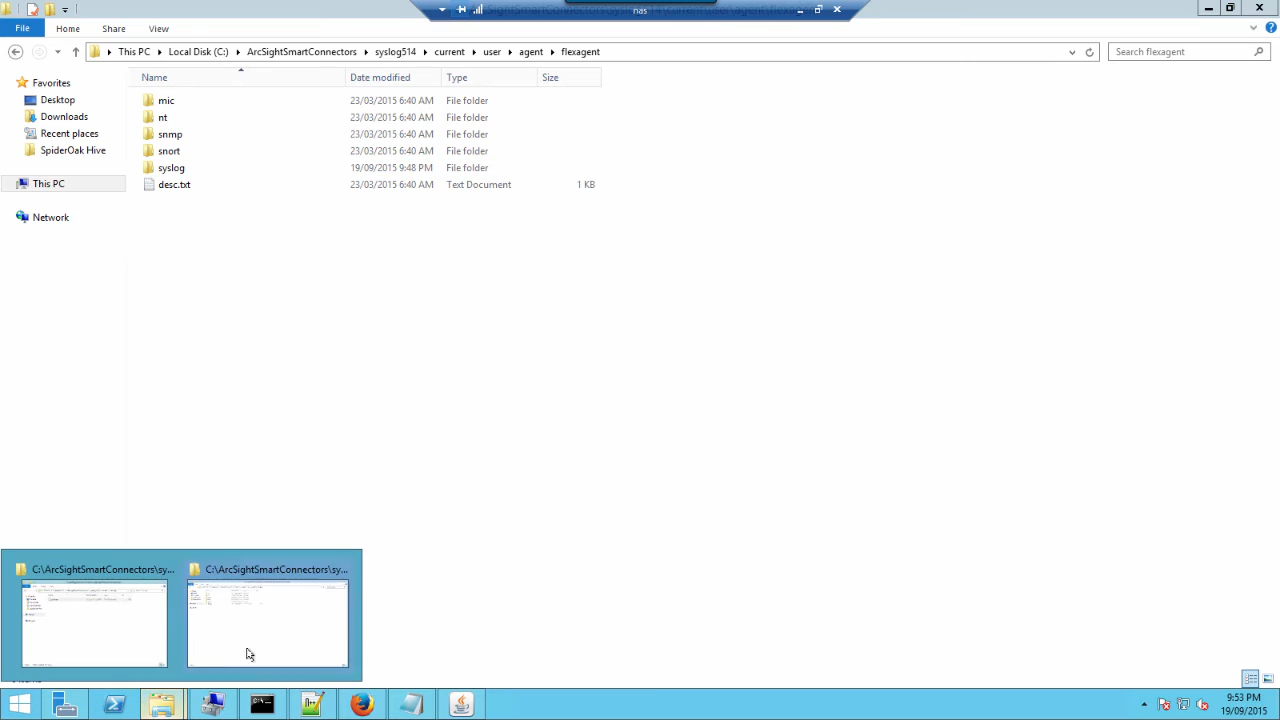 nas
File Home Share View
This PC Local Disk (C:) ArcSightSmartConnectors syslog514 current user agent flexagent
Search flexagent
Name Date modified Type Size
Favorites
Desktop
Downloads
Recent places
SpiderOak Hive
This PC
Network
mic 23/03/2015 6:40 AM File folder
nt 23/03/2015 6:40 AM File folder
snmp 23/03/2015 6:40 AM File folder
snort 23/03/2015 6:40 AM File folder
syslog 19/09/2015 9:48 PM File folder
desc.txt 23/03/2015 6:40 AM Text Document 1 KB
C:\ArcSightSmartConnectors\sy...
C:\ArcSightSmartConnectors\sy...
9:53 PM
19/09/2015